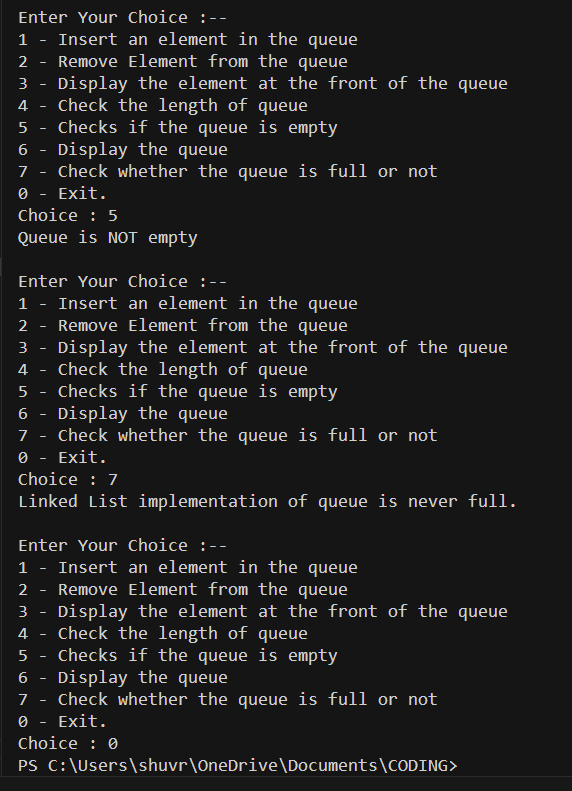 Enter Your Choice :--
1 - Insert an element in the queue
2 - Remove Element from the queue
3 - Display the element at the front of the queue
4 - Check the length of queue
5 - Checks if the queue is empty
6 - Display the queue
7 - Check whether the queue is full or not
0 - Exit.
Choice : 5
Queue is NOT empty

Enter Your Choice :--
1 - Insert an element in the queue
2 - Remove Element from the queue
3 - Display the element at the front of the queue
4 - Check the length of queue
5 - Checks if the queue is empty
6 - Display the queue
7 - Check whether the queue is full or not
0 - Exit.
Choice : 7
Linked List implementation of queue is never full.

Enter Your Choice :--
1 - Insert an element in the queue
2 - Remove Element from the queue
3 - Display the element at the front of the queue
4 - Check the length of queue
5 - Checks if the queue is empty
6 - Display the queue
7 - Check whether the queue is full or not
0 - Exit.
Choice : 0
PS C:\Users\shuvr\OneDrive\Documents\CODING>